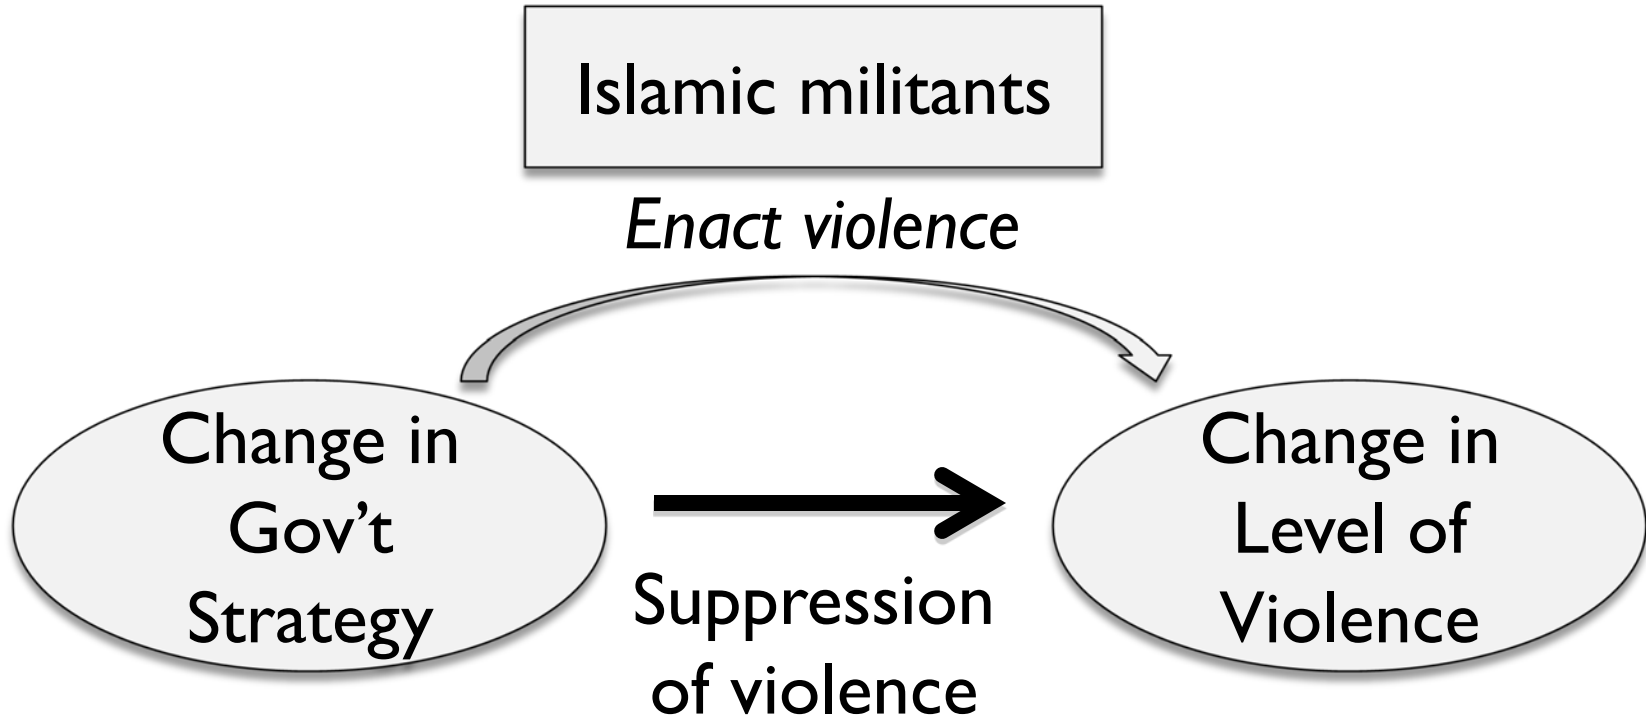 Islamic militants
Enact violence
Change in
Gov’t
Strategy
Suppression
of violence
Change in
Level of
Violence